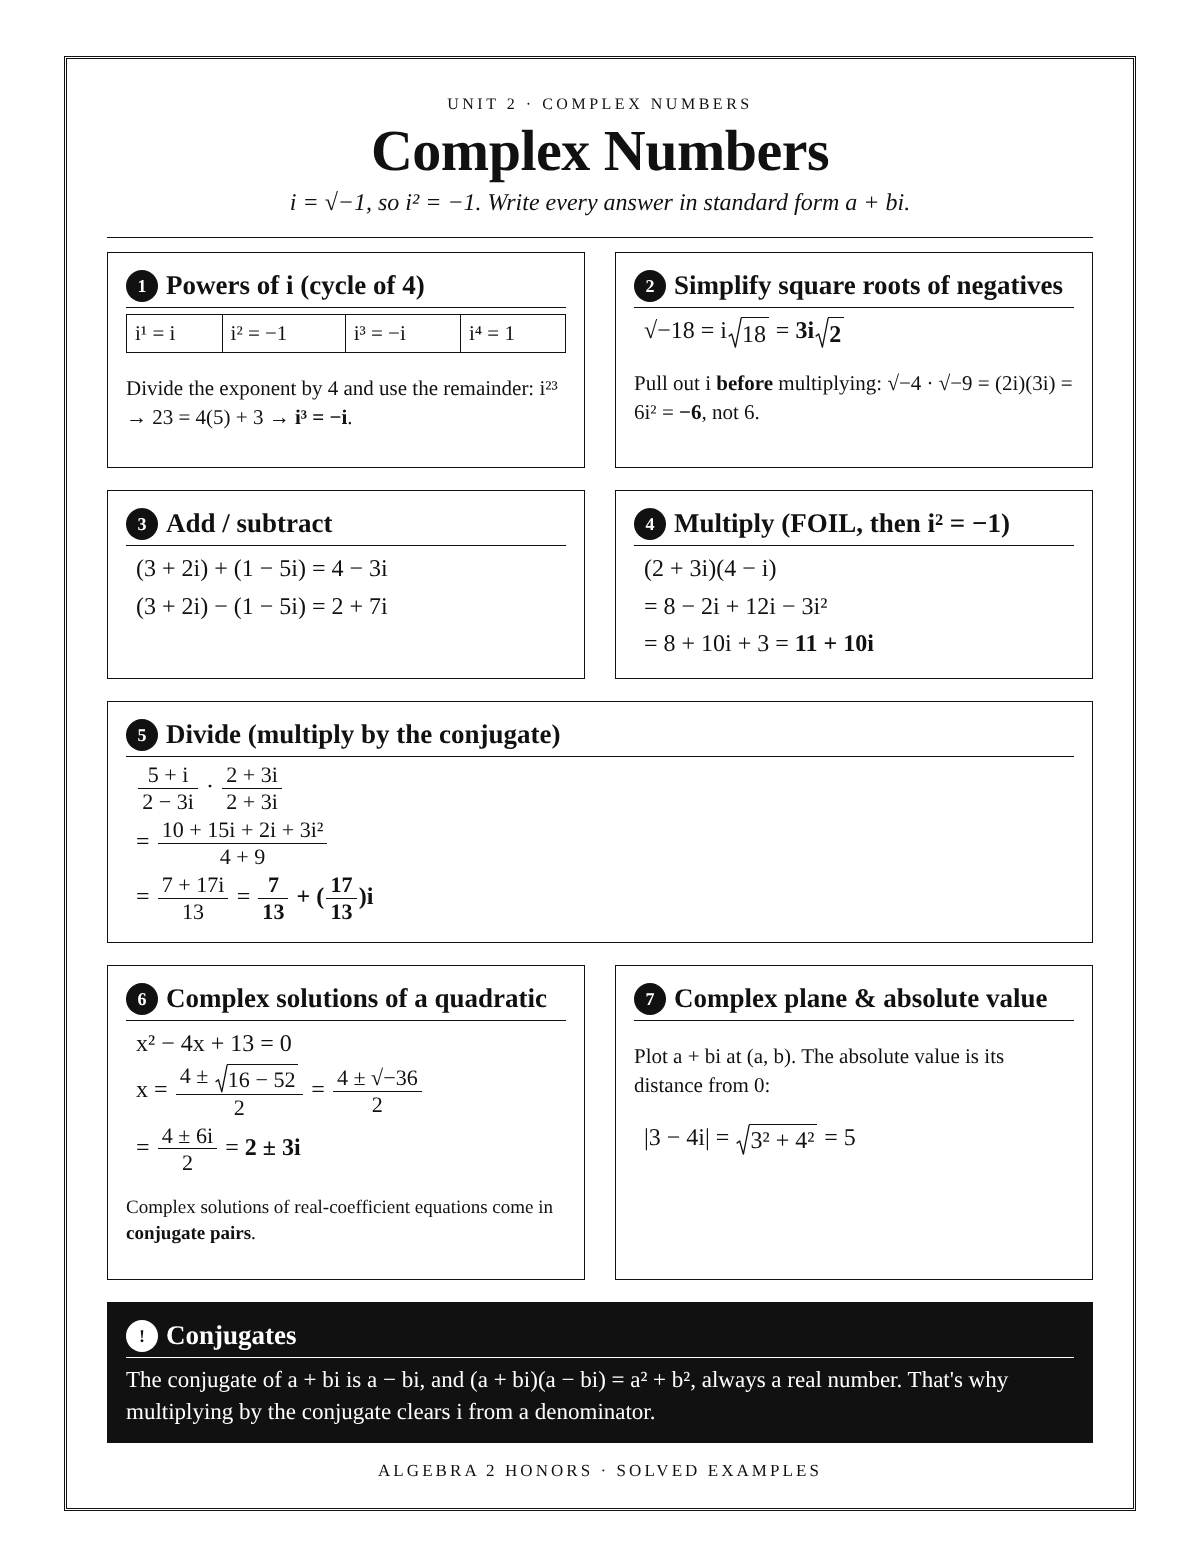 UNIT 2 · COMPLEX NUMBERS
Complex Numbers
i = √−1, so i² = −1. Write every answer in standard form a + bi.
1 Powers of i (cycle of 4)
i¹ = i i² = −1 i³ = −i i⁴ = 1
Divide the exponent by 4 and use the remainder: i²³
→ 23 = 4(5) + 3 → i³ = −i.
2 Simplify square roots of negatives
√−18 = i√18 = 3i√2
Pull out i before multiplying: √−4 · √−9 = (2i)(3i) =
6i² = −6, not 6.
3 Add / subtract
(3 + 2i) + (1 − 5i) = 4 − 3i
(3 + 2i) − (1 − 5i) = 2 + 7i
4 Multiply (FOIL, then i² = −1)
(2 + 3i)(4 − i)
= 8 − 2i + 12i − 3i²
= 8 + 10i + 3 = 11 + 10i
5 Divide (multiply by the conjugate)
5 + i · 2 + 3i
2 − 3i 2 + 3i
= 10 + 15i + 2i + 3i²
4 + 9
= 7 + 17i = 7 + (17)i
13 13 13
6 Complex solutions of a quadratic
x² − 4x + 13 = 0
x = 4 ± √16 − 52 = 4 ± √−36
2 2
= 4 ± 6i = 2 ± 3i
2
Complex solutions of real-coefficient equations come in
conjugate pairs.
7 Complex plane & absolute value
Plot a + bi at (a, b). The absolute value is its
distance from 0:
|3 − 4i| = √3² + 4² = 5
! Conjugates
The conjugate of a + bi is a − bi, and (a + bi)(a − bi) = a² + b², always a real number. That's why
multiplying by the conjugate clears i from a denominator.
ALGEBRA 2 HONORS · SOLVED EXAMPLES